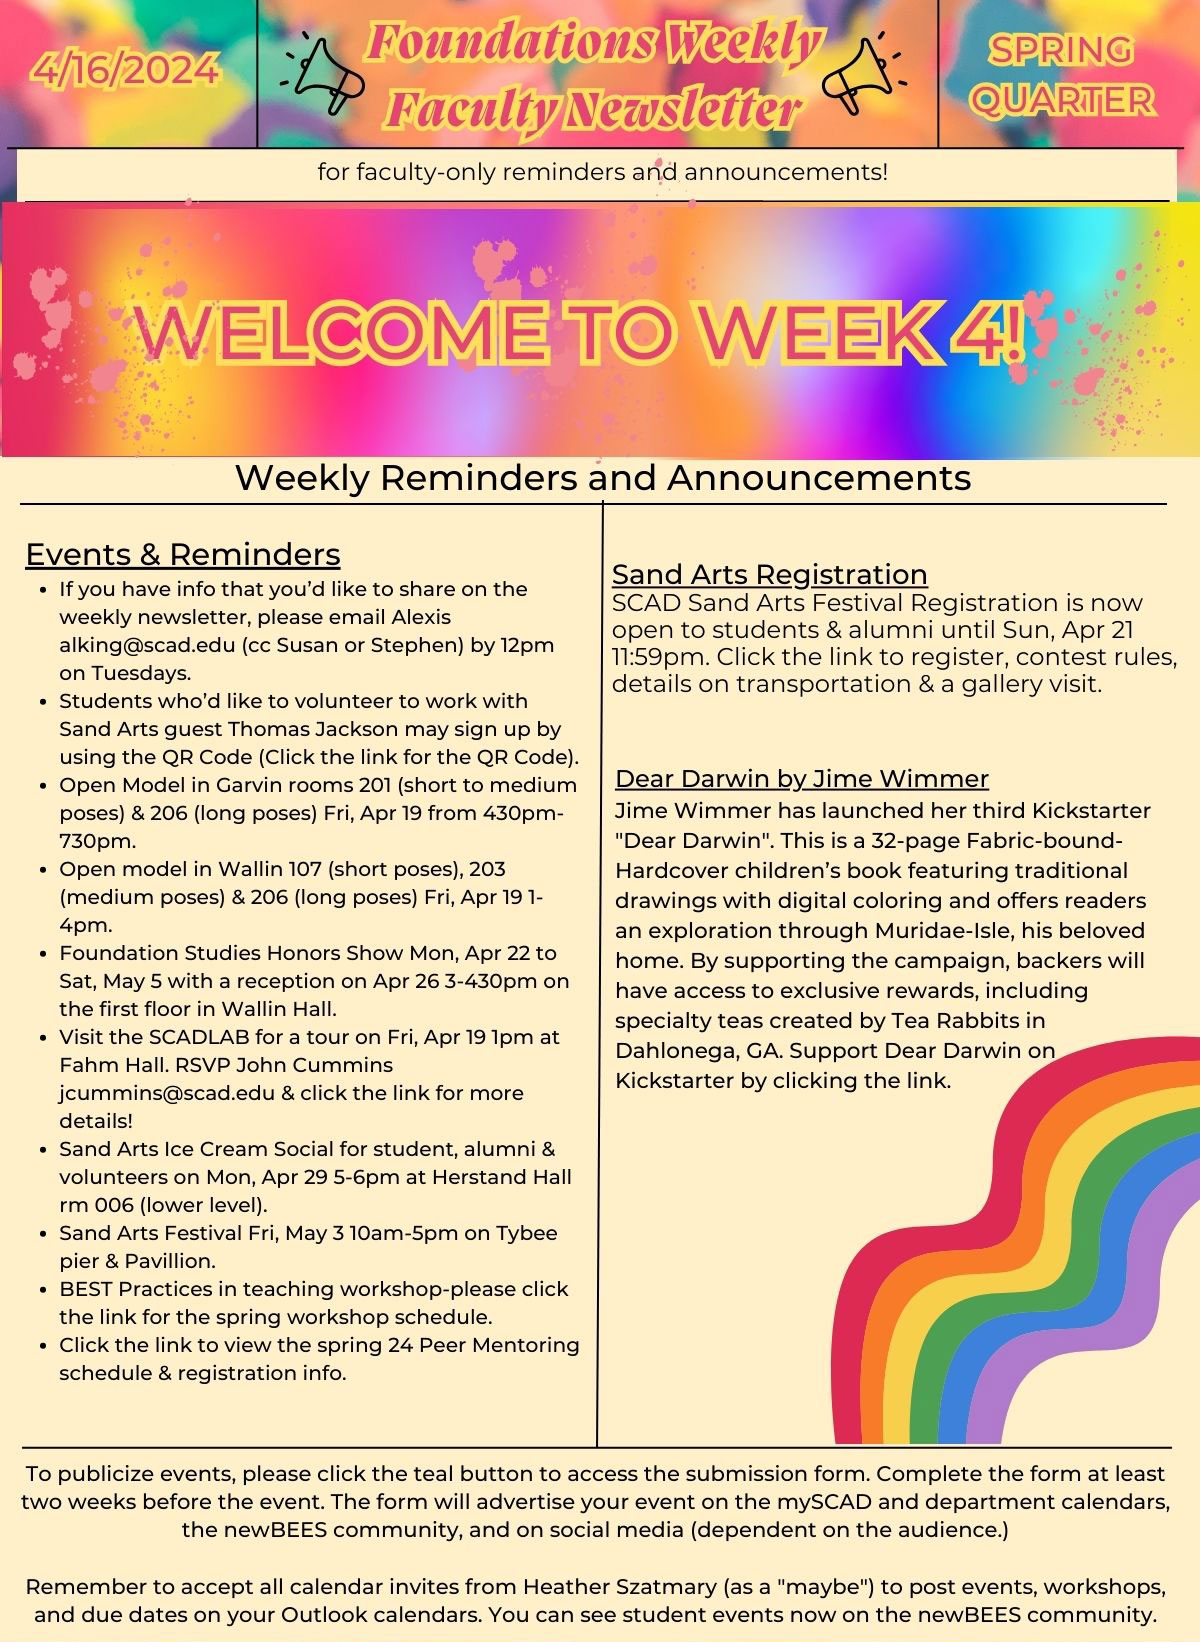 4/16/2024
Foundations Weekly
Faculty Newsletter
SPRING
QUARTER
for faculty-only reminders and announcements!
WELCOME TO WEEK 4!
Weekly Reminders and Announcements
Events & Reminders
• If you have info that you’d like to share on the
weekly newsletter, please email Alexis
alking@scad.edu (cc Susan or Stephen) by 12pm
on Tuesdays.
• Students who’d like to volunteer to work with
Sand Arts guest Thomas Jackson may sign up by
using the QR Code (Click the link for the QR Code).
• Open Model in Garvin rooms 201 (short to medium
poses) & 206 (long poses) Fri, Apr 19 from 430pm-
730pm.
• Open model in Wallin 107 (short poses), 203
(medium poses) & 206 (long poses) Fri, Apr 19 1-
4pm.
• Foundation Studies Honors Show Mon, Apr 22 to
Sat, May 5 with a reception on Apr 26 3-430pm on
the first floor in Wallin Hall.
• Visit the SCADLAB for a tour on Fri, Apr 19 1pm at
Fahm Hall. RSVP John Cummins
jcummins@scad.edu & click the link for more
details!
• Sand Arts Ice Cream Social for student, alumni &
volunteers on Mon, Apr 29 5-6pm at Herstand Hall
rm 006 (lower level).
• Sand Arts Festival Fri, May 3 10am-5pm on Tybee
pier & Pavillion.
• BEST Practices in teaching workshop-please click
the link for the spring workshop schedule.
• Click the link to view the spring 24 Peer Mentoring
schedule & registration info.
Sand Arts Registration
SCAD Sand Arts Festival Registration is now
open to students & alumni until Sun, Apr 21
11:59pm. Click the link to register, contest rules,
details on transportation & a gallery visit.
Dear Darwin by Jime Wimmer
Jime Wimmer has launched her third Kickstarter
"Dear Darwin". This is a 32-page Fabric-bound-
Hardcover children’s book featuring traditional
drawings with digital coloring and offers readers
an exploration through Muridae-Isle, his beloved
home. By supporting the campaign, backers will
have access to exclusive rewards, including
specialty teas created by Tea Rabbits in
Dahlonega, GA. Support Dear Darwin on
Kickstarter by clicking the link.
To publicize events, please click the teal button to access the submission form. Complete the form at least
two weeks before the event. The form will advertise your event on the mySCAD and department calendars,
the newBEES community, and on social media (dependent on the audience.)
Remember to accept all calendar invites from Heather Szatmary (as a "maybe") to post events, workshops,
and due dates on your Outlook calendars. You can see student events now on the newBEES community.